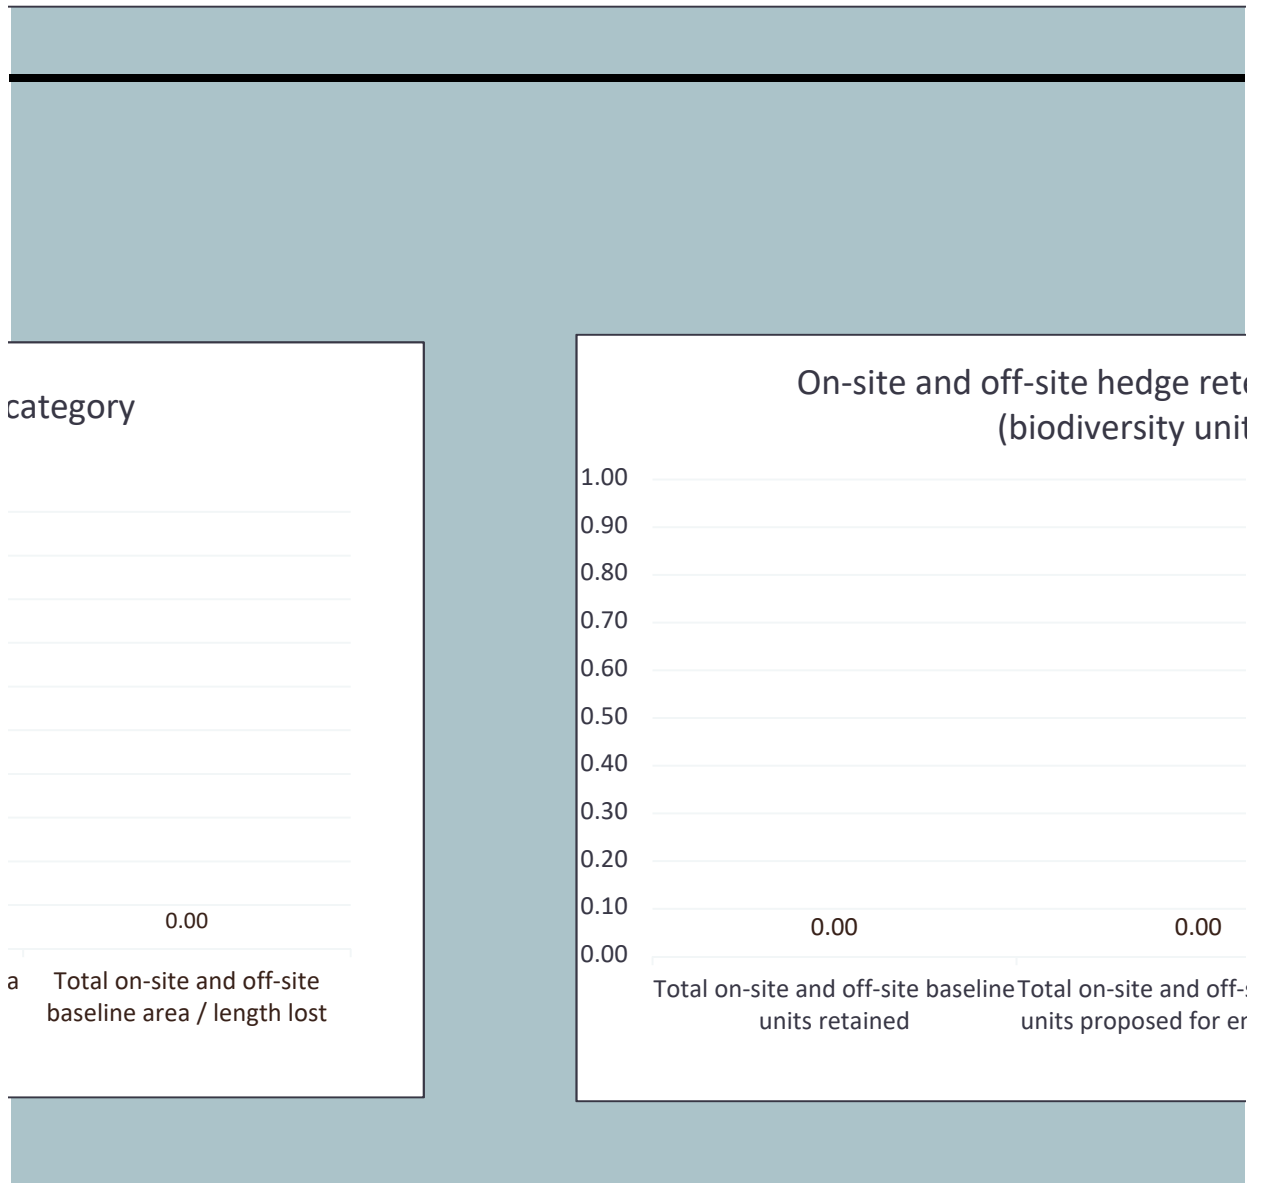 category
0.00
a
Total on-site and off-site
baseline area / length lost
On-site and off-site hedge
(biodiversity
1.00
0.90
0.80
0.70
0.60
0.50
0.40
0.30
0.20
0.10
0.00
0.00
0.00
Total on-site and off-site baseline
units retained
Total on-site and
units proposed for